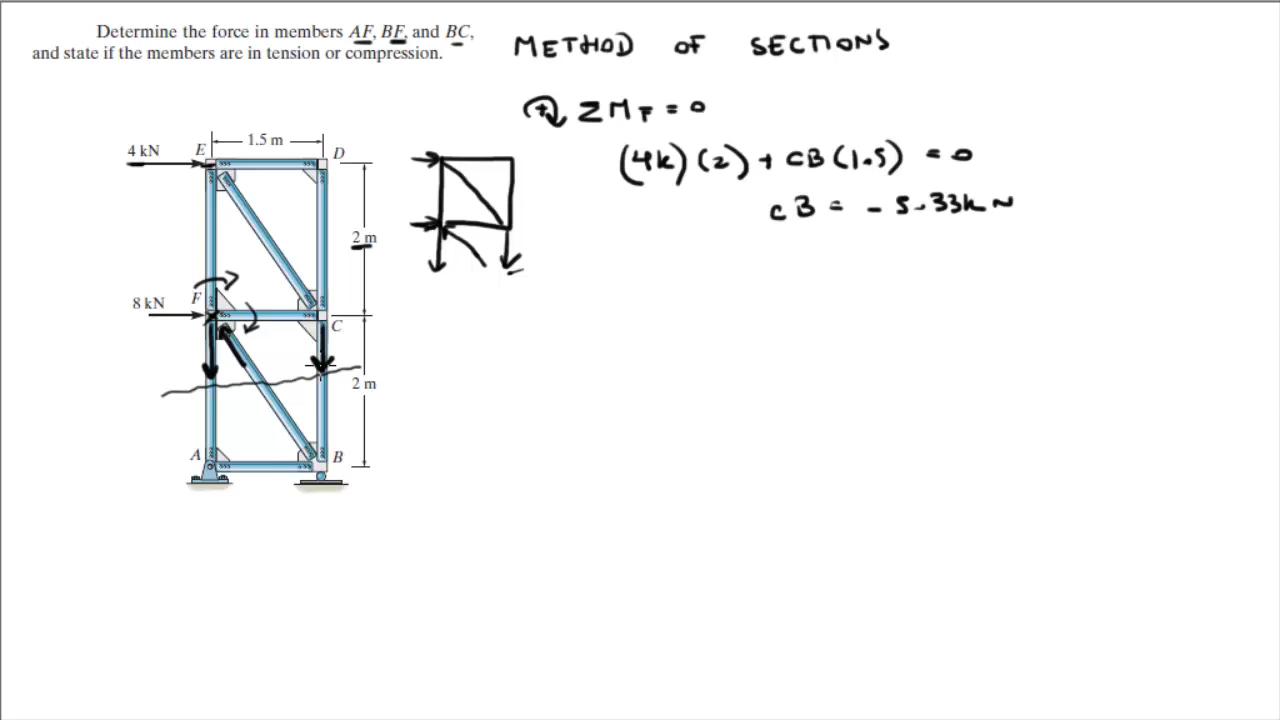 Determine the force in members AF, BF, and BC,
and state if the members are in tension or compression.
METHOD OF SECTIONS
+ ΣMF = 0
(4k)(2) + CB(1.5) = 0
CB = -5.33kN
4 kN
E
1.5 m
D
2 m
8 kN
F
C
2 m
A
B